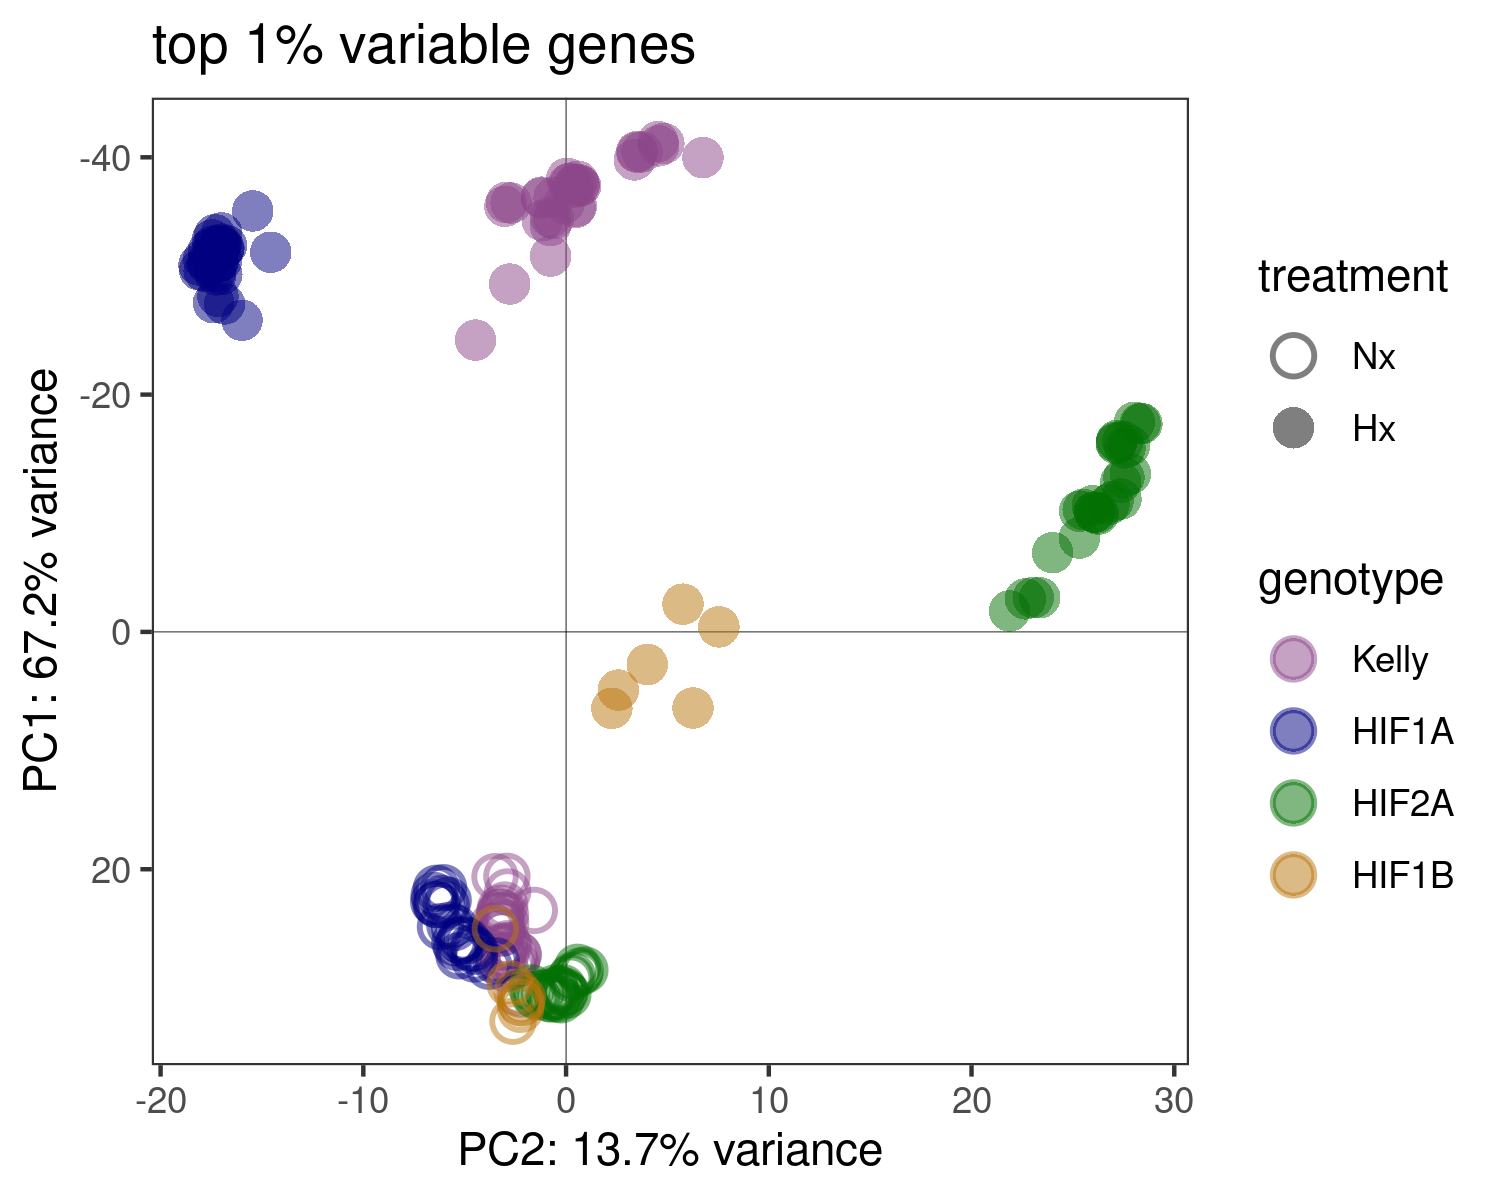 top 1% variable genes
-40
-20
0
20
PC1: 67.2% variance
-20
-10
0
10
20
30
PC2: 13.7% variance
treatment
Nx
Hx
genotype
Kelly
HIF1A
HIF2A
HIF1B